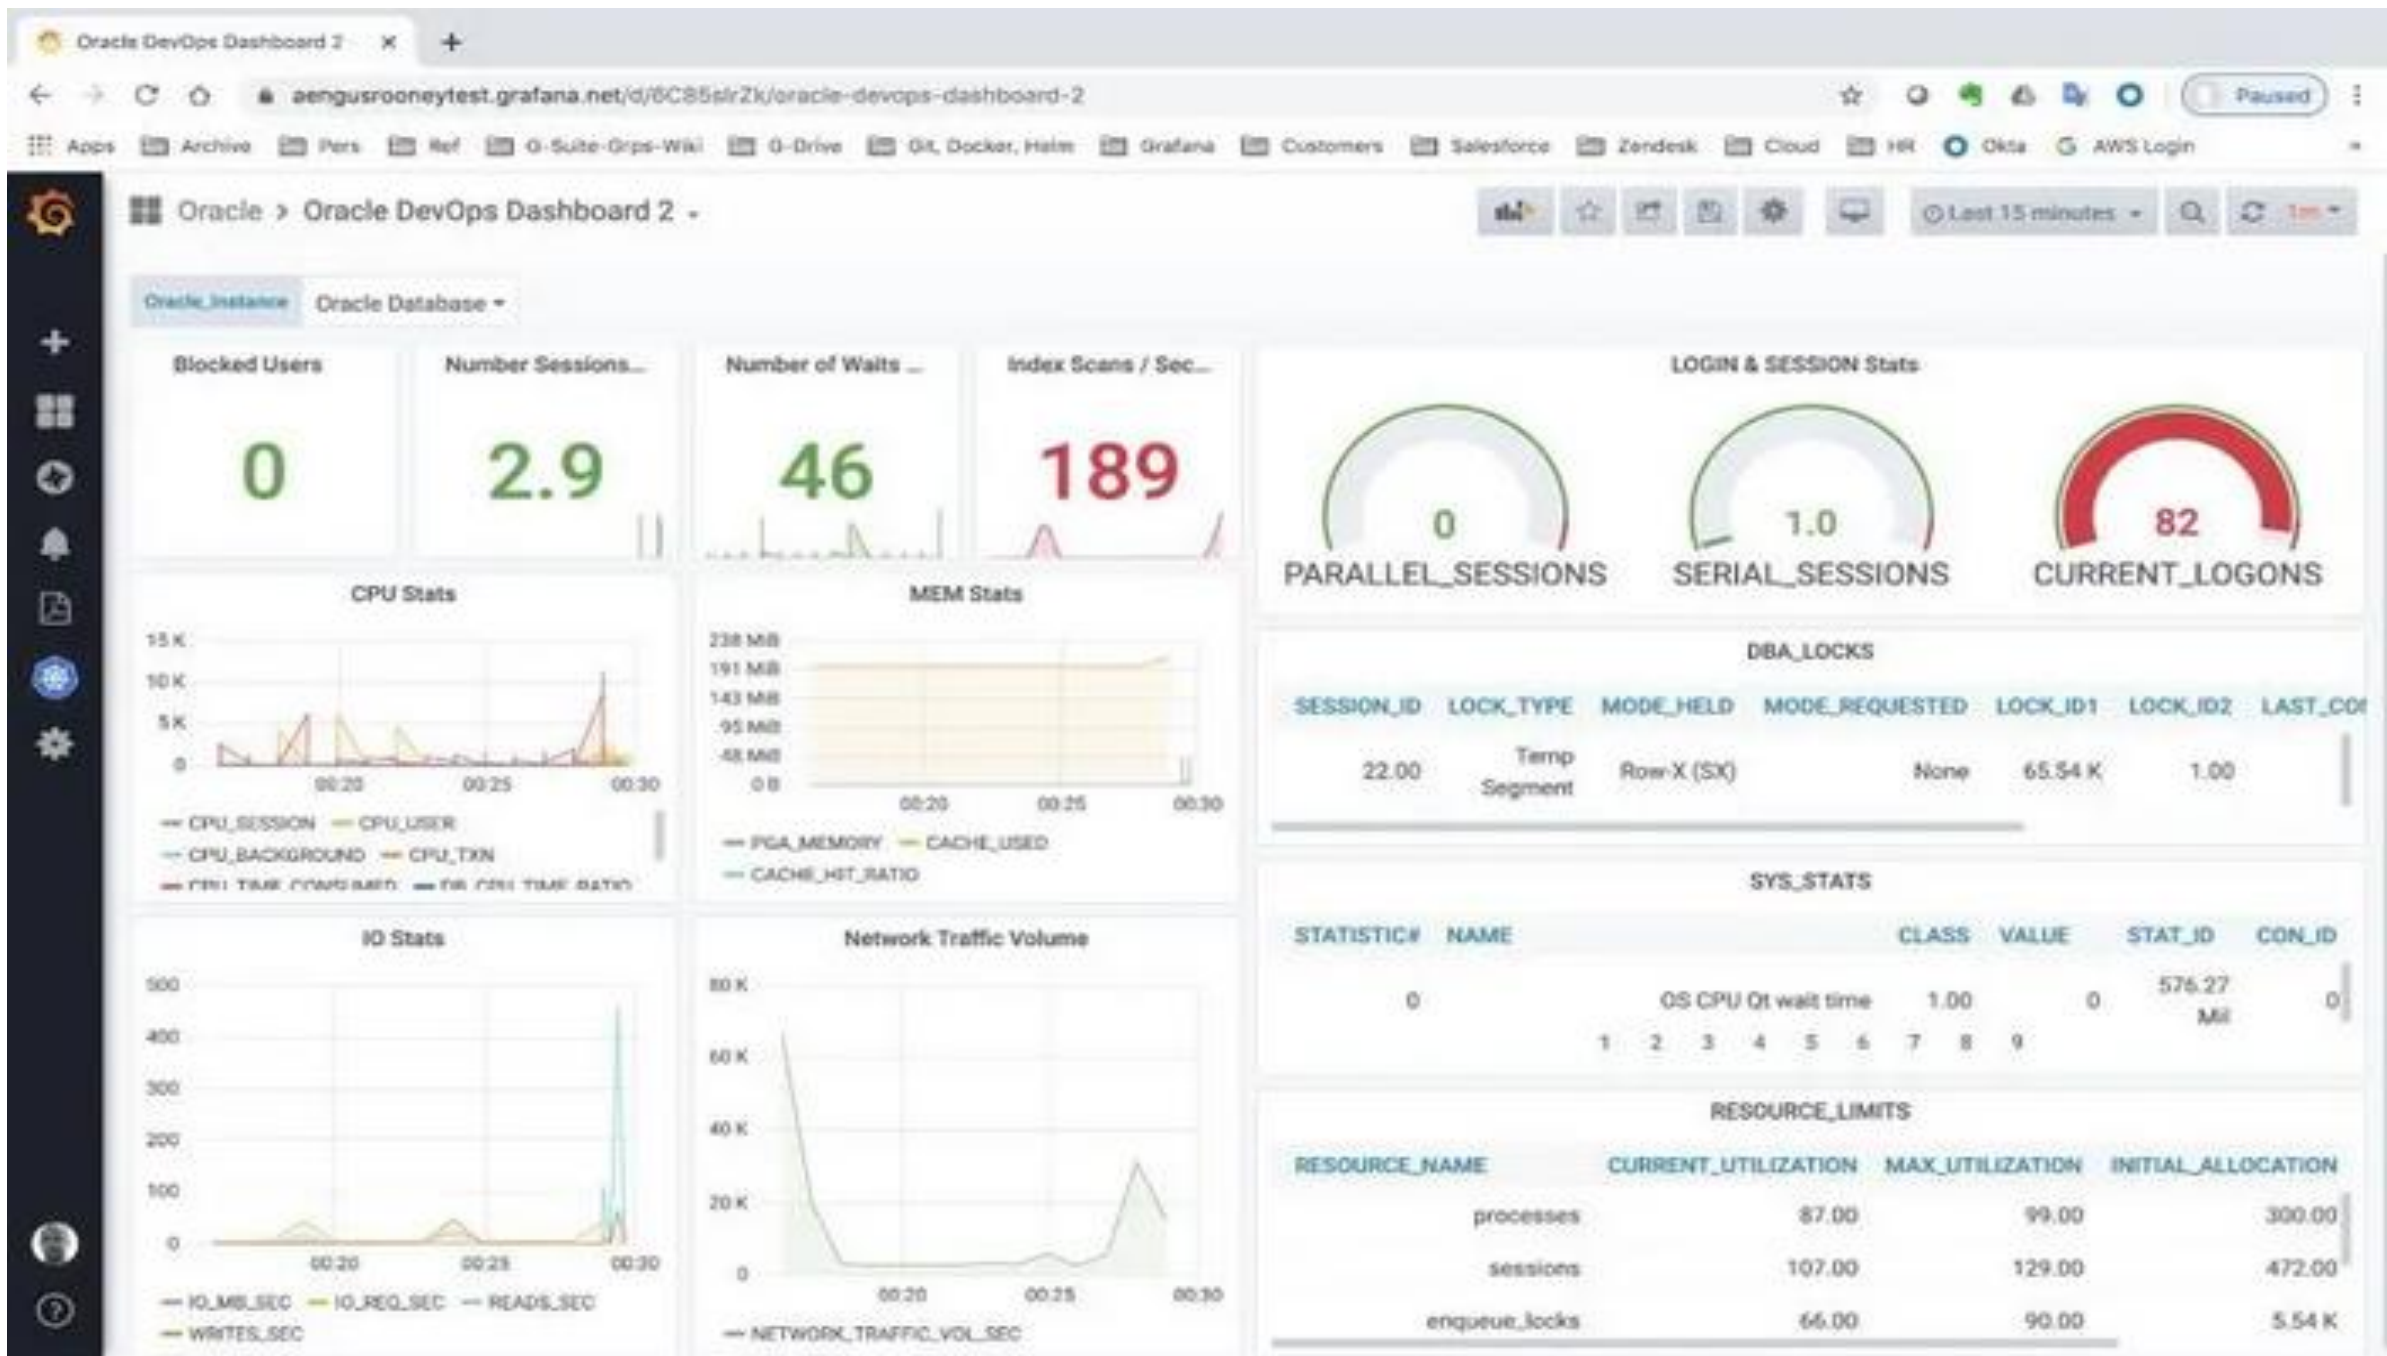 Oracle DevOps Dashboard 2
aengusrooneytest.grafana.net/d/6C85slrZk/oracle-devops-dashboard-2
Paused
Apps Archive Pers Ref G-Suite-Grps-Wiki G-Drive Git, Docker, Helm Grafana Customers Salesforce Zendesk Cloud HR Okta AWS Login
Oracle > Oracle DevOps Dashboard 2
Last 15 minutes 1m
Oracle_Instance Oracle Database
Blocked Users
0
Number Sessions...
2.9
Number of Waits ...
46
Index Scans / Sec...
189
LOGIN & SESSION Stats
0 1.0 82
PARALLEL_SESSIONS SERIAL_SESSIONS CURRENT_LOGONS
CPU Stats
15 K
10 K
5 K
0
00:20 00:25 00:30
CPU_SESSION CPU_USER
CPU_BACKGROUND CPU_TXN
CPU_TIME_CONSUMED DB_CPU_TIME_RATIO
MEM Stats
238 MiB
191 MiB
143 MiB
95 MiB
48 MiB
0 B
00:20 00:25 00:30
PGA_MEMORY CACHE_USED
CACHE_HIT_RATIO
DBA_LOCKS
SESSION_ID LOCK_TYPE MODE_HELD MODE_REQUESTED LOCK_ID1 LOCK_ID2 LAST_CO
22.00 Temp Segment Row-X (SX) None 65.54 K 1.00
SYS_STATS
STATISTIC# NAME CLASS VALUE STAT_ID CON_ID
0 OS CPU Qt wait time 1.00 0 576.27 Mil 0
1 2 3 4 5 6 7 8 9
IO Stats
500
400
300
200
100
0
00:20 00:25 00:30
IO_MB_SEC IO_REQ_SEC READS_SEC
WRITES_SEC
Network Traffic Volume
80 K
60 K
40 K
20 K
0
00:20 00:25 00:30
NETWORK_TRAFFIC_VOL_SEC
RESOURCE_LIMITS
RESOURCE_NAME CURRENT_UTILIZATION MAX_UTILIZATION INITIAL_ALLOCATION
processes 87.00 99.00 300.00
sessions 107.00 129.00 472.00
enqueue_locks 66.00 90.00 5.54 K